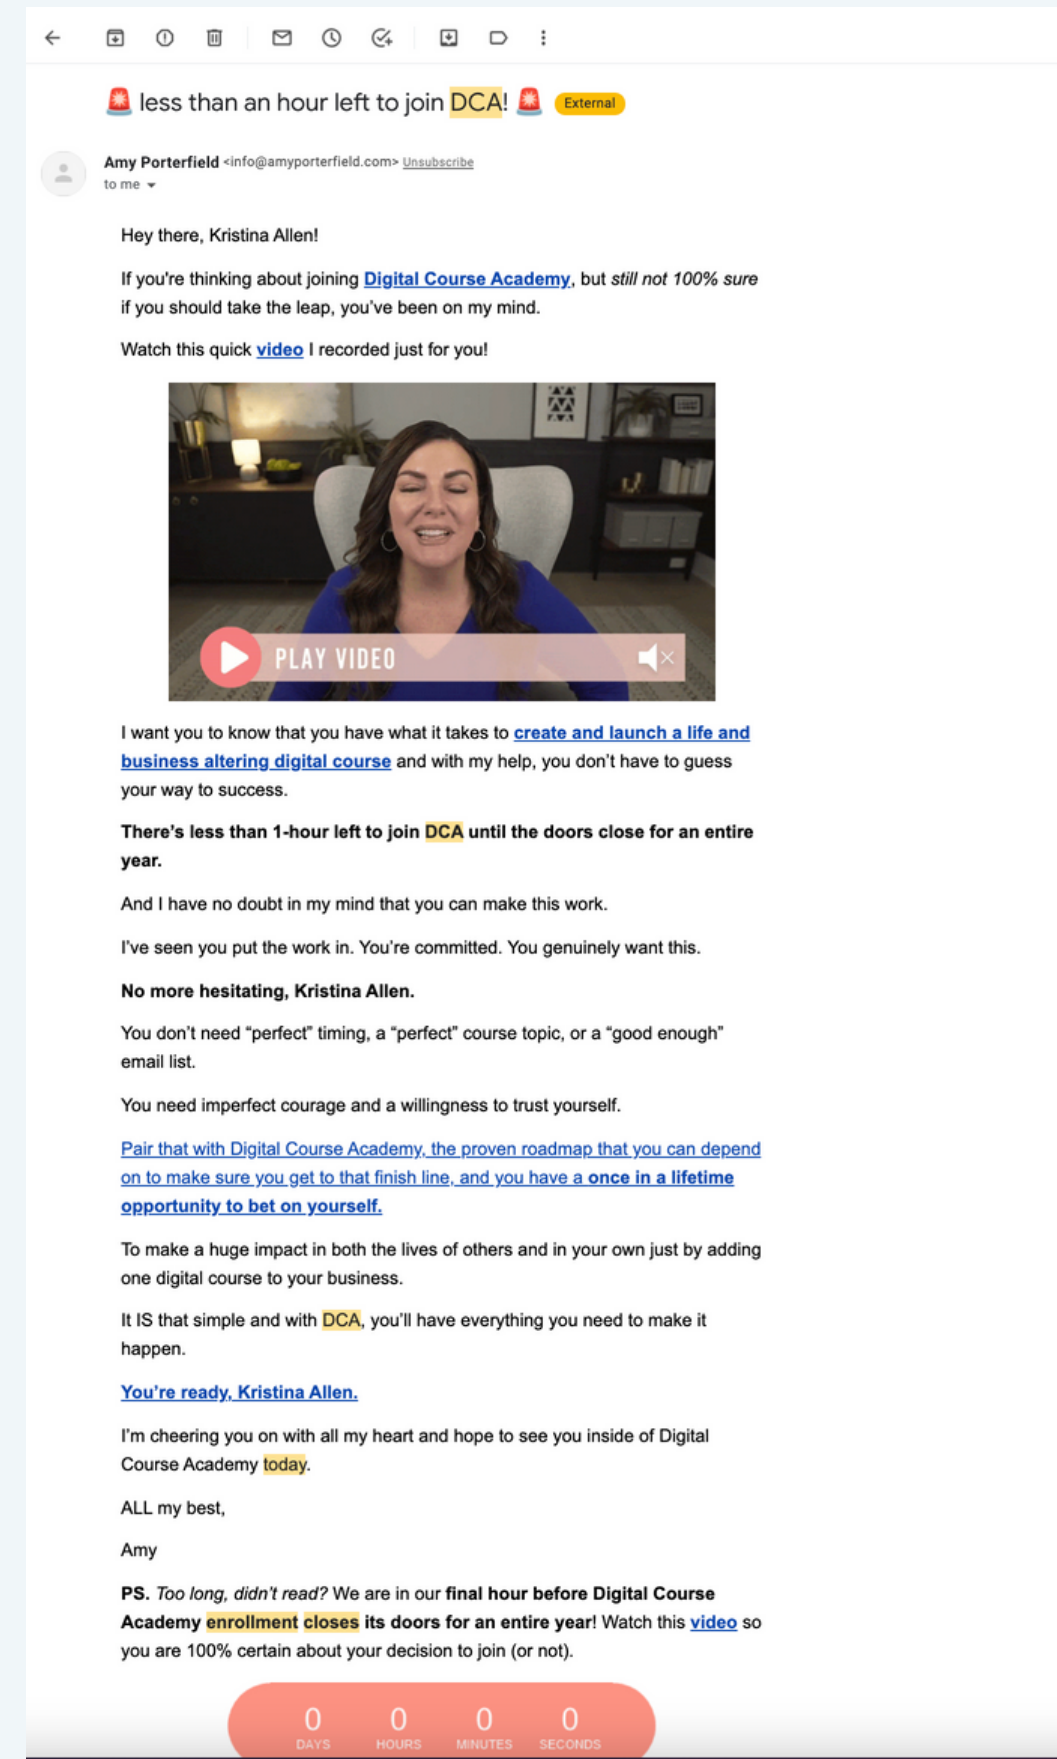 🚨 less than an hour left to join DCA! 🚨 External
Amy Porterfield <info@amyporterfield.com> Unsubscribe
to me
Hey there, Kristina Allen!
If you're thinking about joining Digital Course Academy, but still not 100% sure
if you should take the leap, you've been on my mind.
Watch this quick video I recorded just for you!
PLAY VIDEO
I want you to know that you have what it takes to create and launch a life and
business altering digital course and with my help, you don't have to guess
your way to success.
There's less than 1-hour left to join DCA until the doors close for an entire
year.
And I have no doubt in my mind that you can make this work.
I've seen you put the work in. You're committed. You genuinely want this.
No more hesitating, Kristina Allen.
You don't need “perfect” timing, a “perfect” course topic, or a “good enough”
email list.
You need imperfect courage and a willingness to trust yourself.
Pair that with Digital Course Academy, the proven roadmap that you can depend
on to make sure you get to that finish line, and you have a once in a lifetime
opportunity to bet on yourself.
To make a huge impact in both the lives of others and in your own just by adding
one digital course to your business.
It IS that simple and with DCA, you'll have everything you need to make it
happen.
You're ready, Kristina Allen.
I'm cheering you on with all my heart and hope to see you inside of Digital
Course Academy today.
ALL my best,
Amy
PS. Too long, didn't read? We are in our final hour before Digital Course
Academy enrollment closes its doors for an entire year! Watch this video so
you are 100% certain about your decision to join (or not).
0 0 0 0
DAYS HOURS MINUTES SECONDS